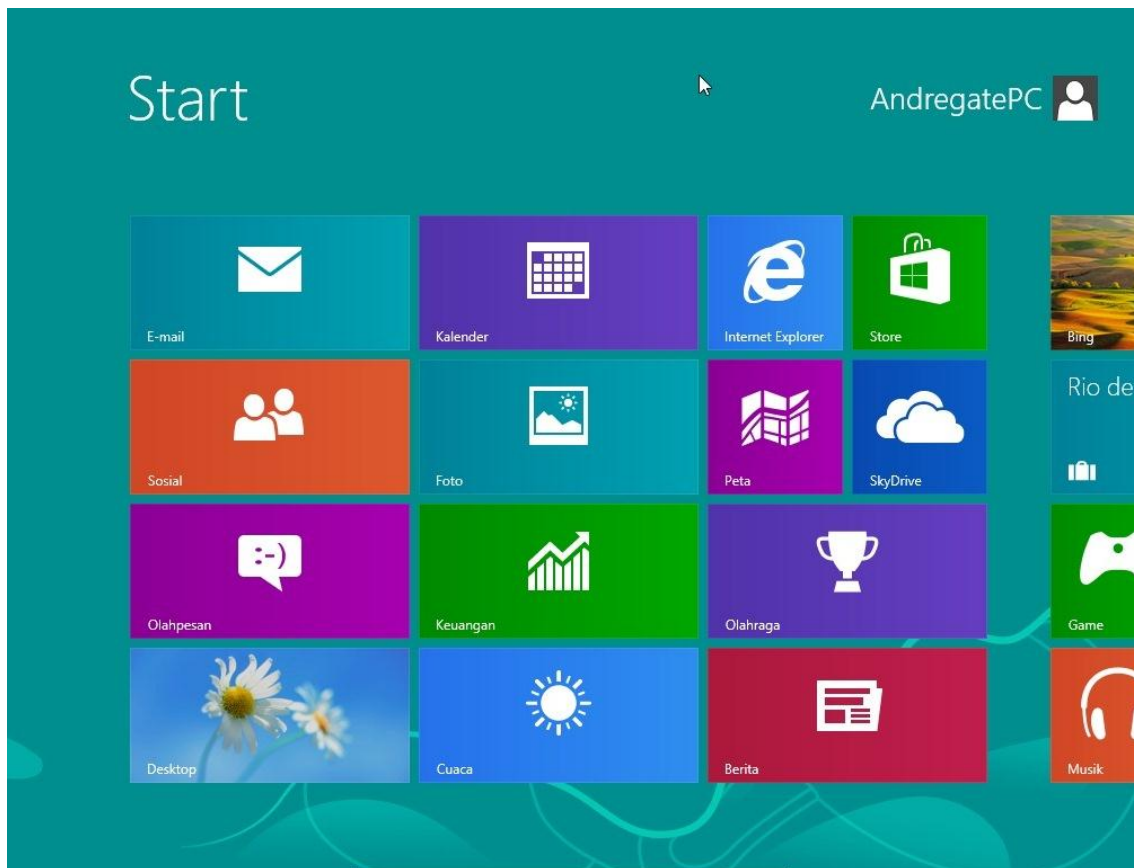 Start
AndregatePC
E-mail
Kalender
Internet Explorer
Store
Bing
Sosial
Foto
Peta
SkyDrive
Rio de
Olahpesan
:-)
Keuangan
Olahraga
Game
Desktop
Cuaca
Berita
Musik